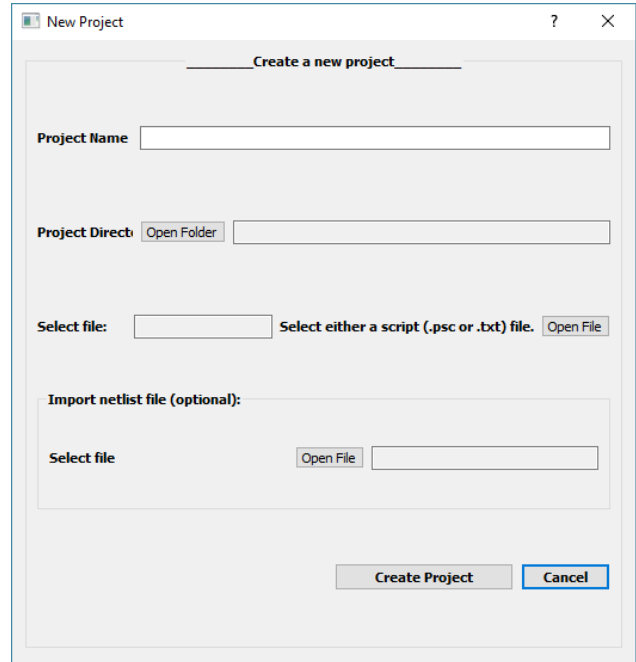 New Project ?
________Create a new project________
Project Name
Project Direct Open Folder
Select file: Select either a script (.psc or .txt) file. Open File
Import netlist file (optional):
Select file Open File
Create Project Cancel